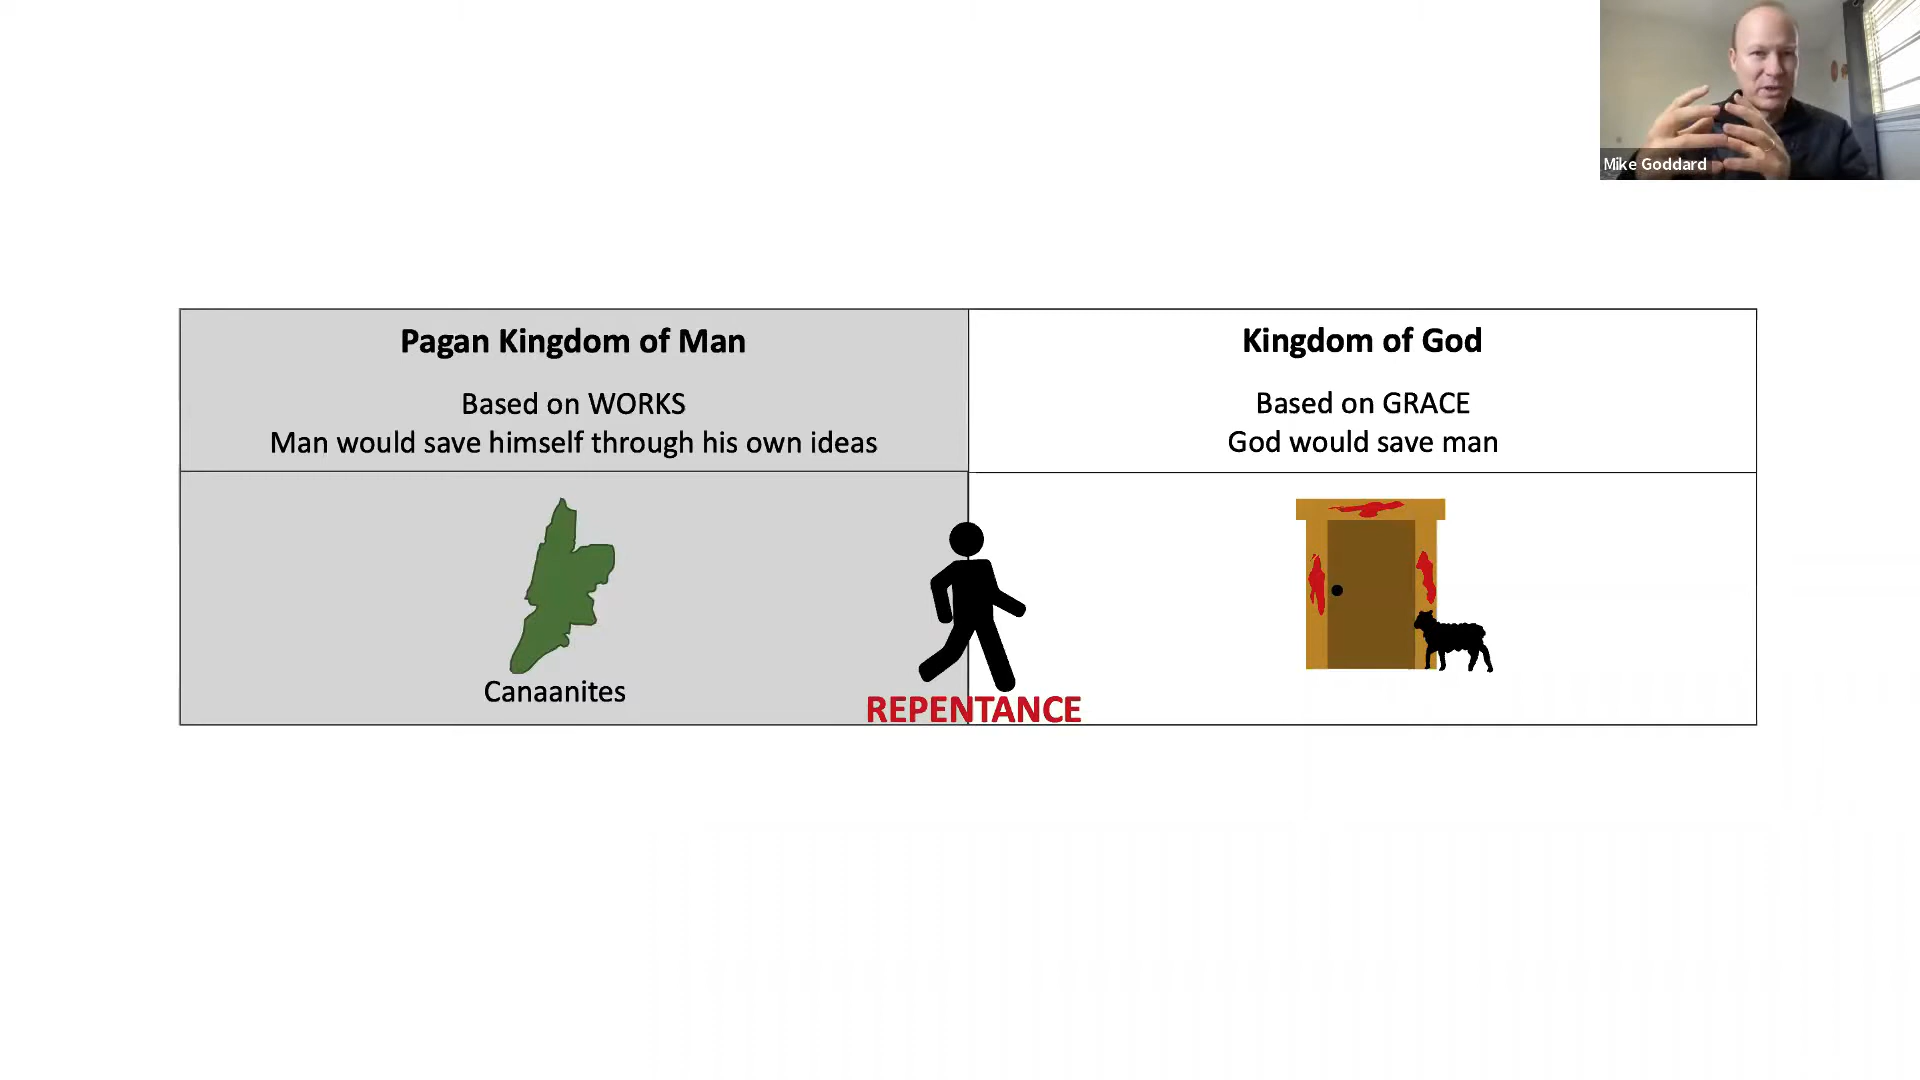 Mike Goddard
Pagan Kingdom of Man
Based on WORKS
Man would save himself through his own ideas
Kingdom of God
Based on GRACE
God would save man
Canaanites
REPENTANCE